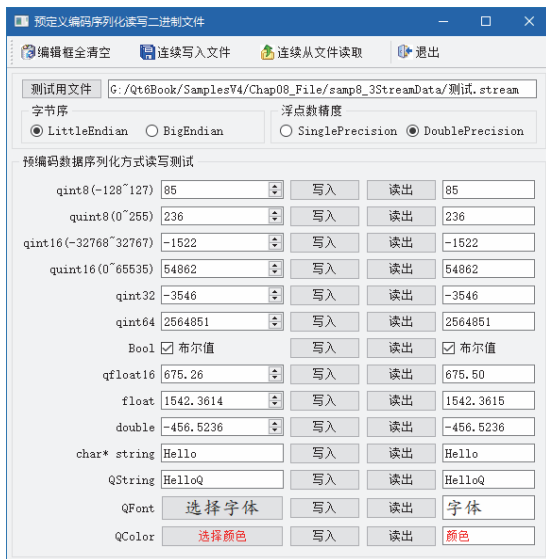 预定义编码序列化读写二进制文件
编辑框全清空 连续写入文件 连续从文件读取 退出
测试用文件 G:/Qt6Book/SamplesV4/Chap08_File/samp8_3StreamData/测试.stream
字节序 浮点数精度
LittleEndian BigEndian SinglePrecision DoublePrecision
预编码数据序列化方式读写测试
qint8(-128~127) 85 写入 读出 85
quint8(0~255) 236 写入 读出 236
qint16(-32768~32767) -1522 写入 读出 -1522
quint16(0~65535) 54862 写入 读出 54862
qint32 -3546 写入 读出 -3546
qint64 2564851 写入 读出 2564851
Bool 布尔值 写入 读出 布尔值
qfloat16 675.26 写入 读出 675.50
float 1542.3614 写入 读出 1542.3615
double -456.5236 写入 读出 -456.5236
char* string Hello 写入 读出 Hello
QString HelloQ 写入 读出 HelloQ
QFont 选择字体 写入 读出 字体
QColor 选择颜色 写入 读出 颜色